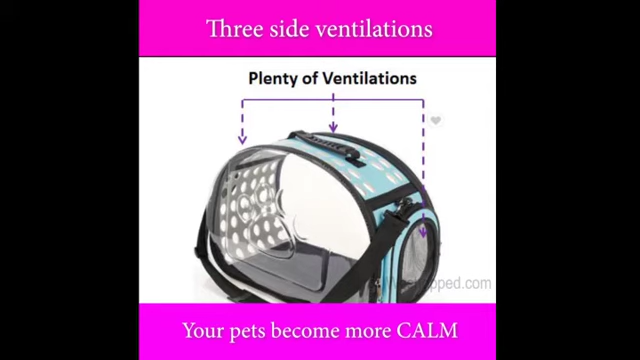 Three side ventilations
Plenty of Ventilations
Your pets become more CALM